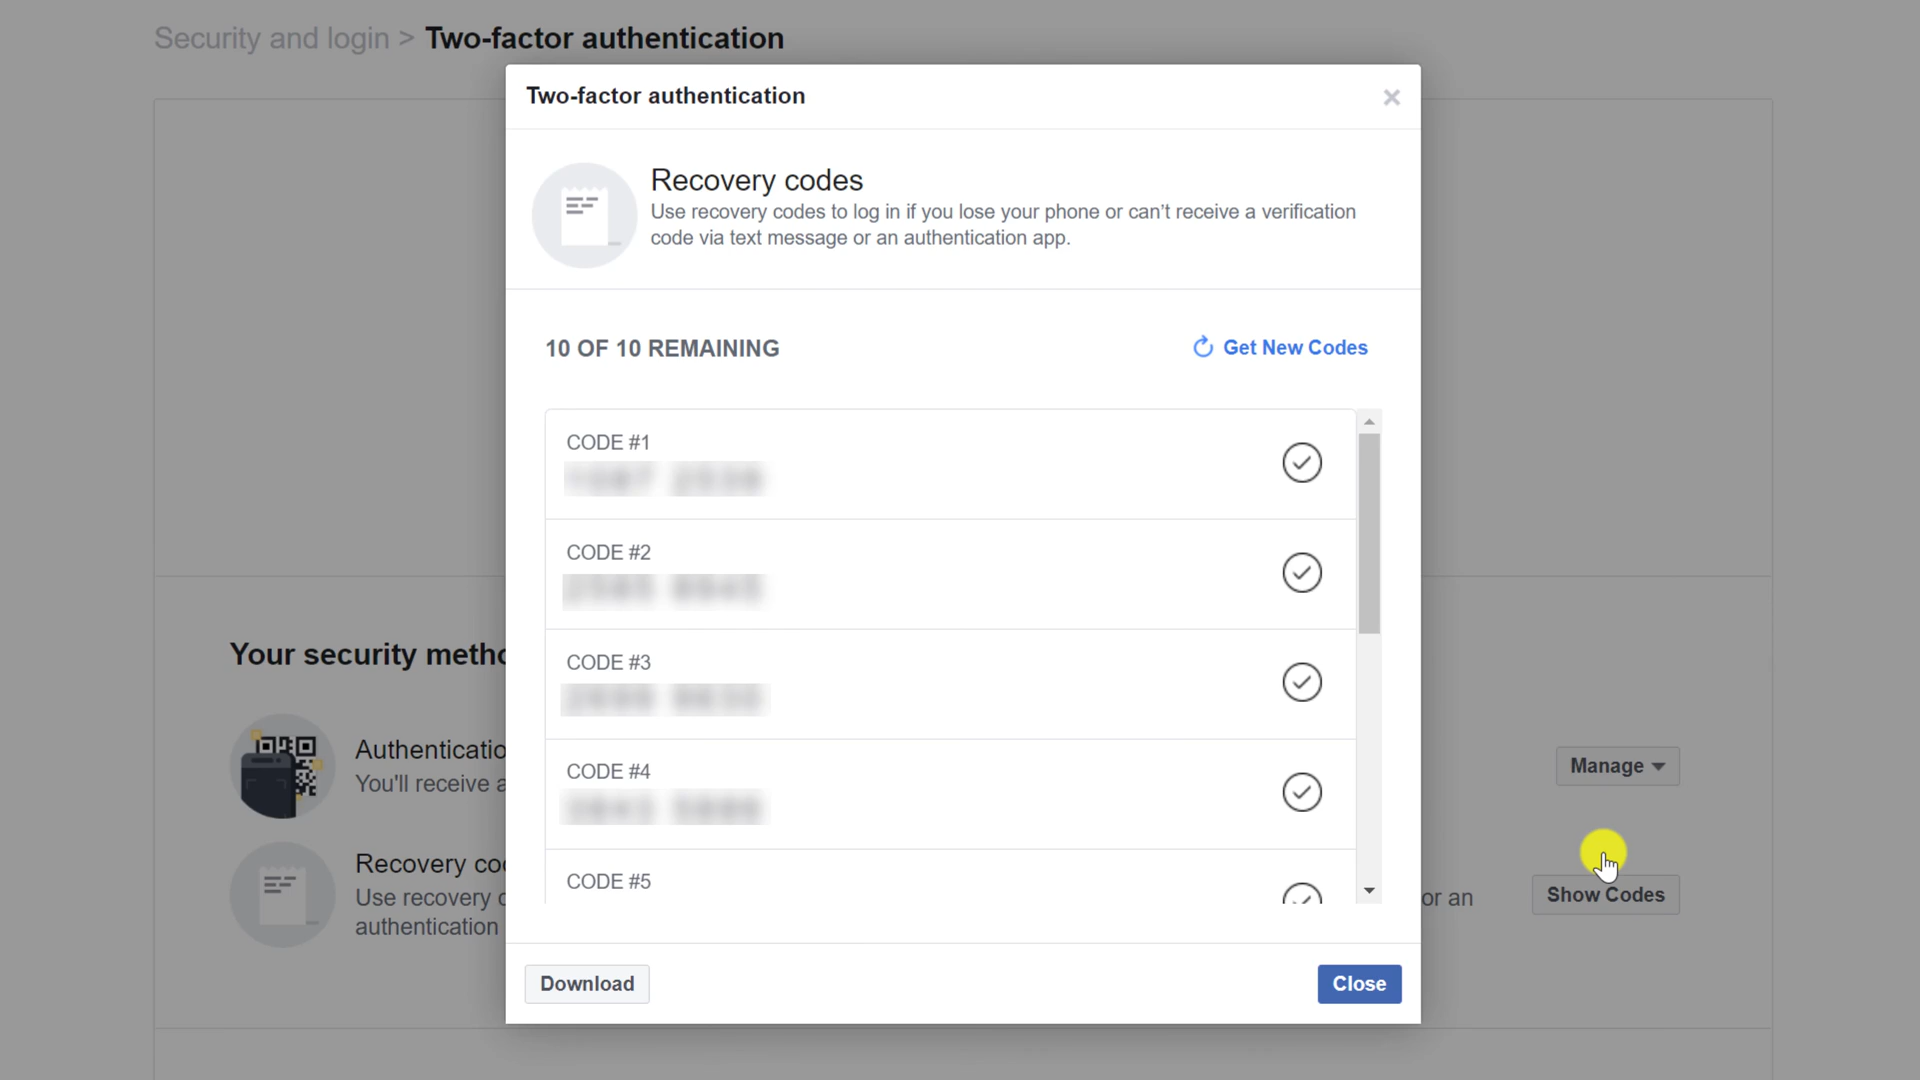 Security and login > Two-factor authentication
Two-factor authentication
Recovery codes
Use recovery codes to log in if you lose your phone or can't receive a verification
code via text message or an authentication app.
10 OF 10 REMAINING
Get New Codes
CODE #1
CODE #2
CODE #3
CODE #4
CODE #5
Download
Close
Your security metho
Authenticatio
You'll receive a
Manage
Recovery co
Use recovery c
or an
authentication
Show Codes